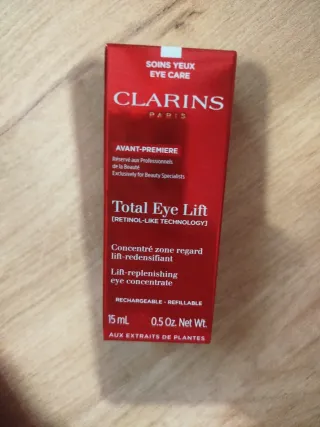 SOINS YEUX
EYE CARE
CLARINS
PARIS
AVANT-PREMIERE
Réservé aux Professionnels
de la Beauté
Exclusively for Beauty Specialists
Total Eye Lift
[RETINOL-LIKE TECHNOLOGY]
Concentré zone regard
lift-redensifiant
Lift-replenishing
eye concentrate
RECHARGEABLE - REFILLABLE
15 mL 0.5 Oz. Net Wt.
AUX EXTRAITS DE PLANTES